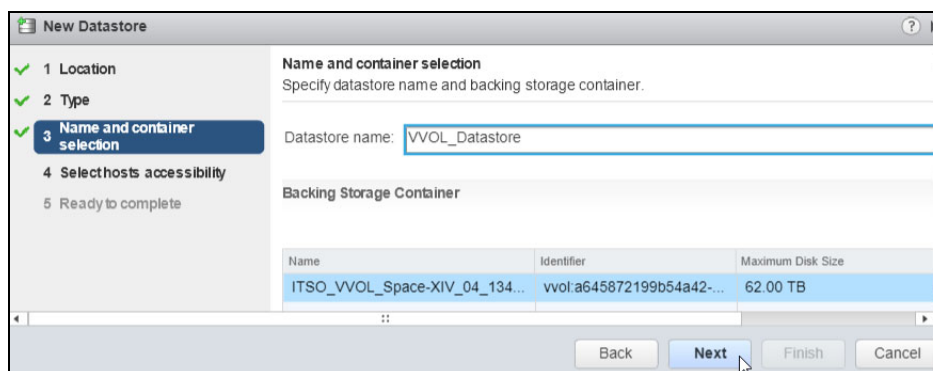 New Datastore
?
1 Location
2 Type
3 Name and container
selection
4 Select hosts accessibility
5 Ready to complete
Name and container selection
Specify datastore name and backing storage container.
Datastore name: VVOL_Datastore
Backing Storage Container
Name Identifier Maximum Disk Size
ITSO_VVOL_Space-XIV_04_134... vvol:a645872199b54a42-... 62.00 TB
Back Next Finish Cancel